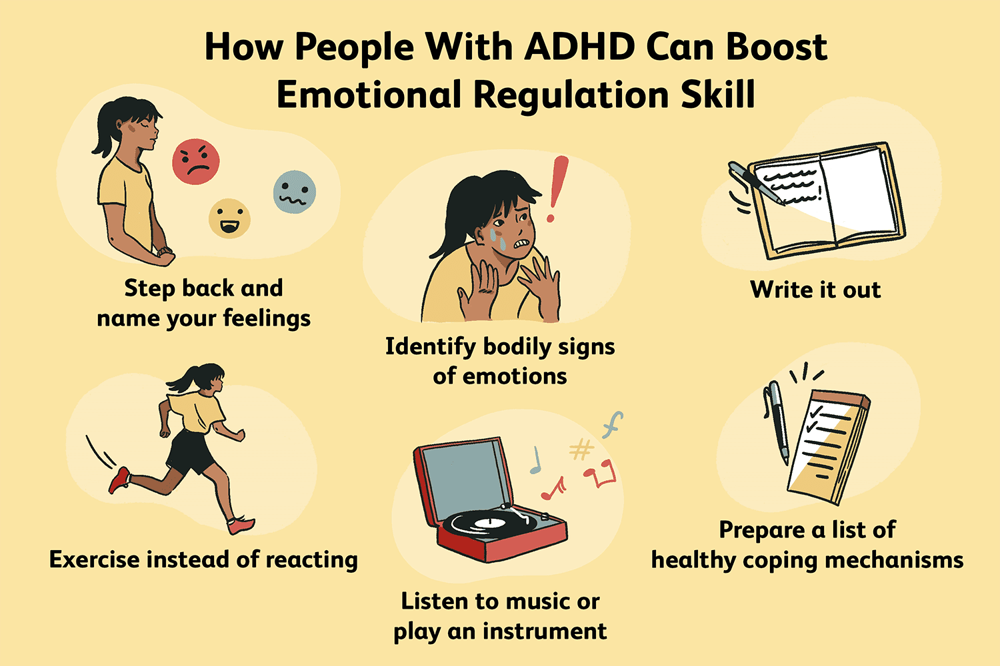 How People With ADHD Can Boost
Emotional Regulation Skill
Step back and
name your feelings
Identify bodily signs
of emotions
Write it out
Exercise instead of reacting
Listen to music or
play an instrument
Prepare a list of
healthy coping mechanisms